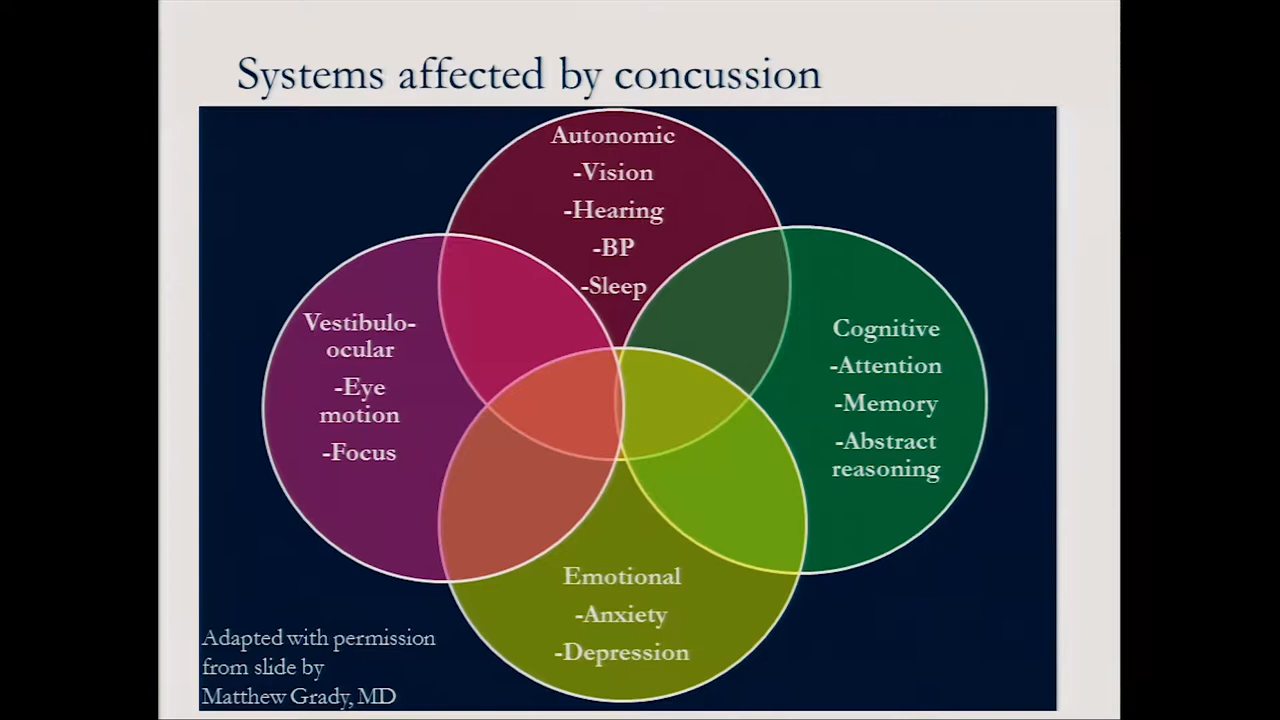 Systems affected by concussion
Autonomic
-Vision
-Hearing
-BP
-Sleep
Vestibulo-
ocular
-Eye
motion
-Focus
Cognitive
-Attention
-Memory
-Abstract
reasoning
Emotional
-Anxiety
-Depression
Adapted with permission
from slide by
Matthew Grady, MD